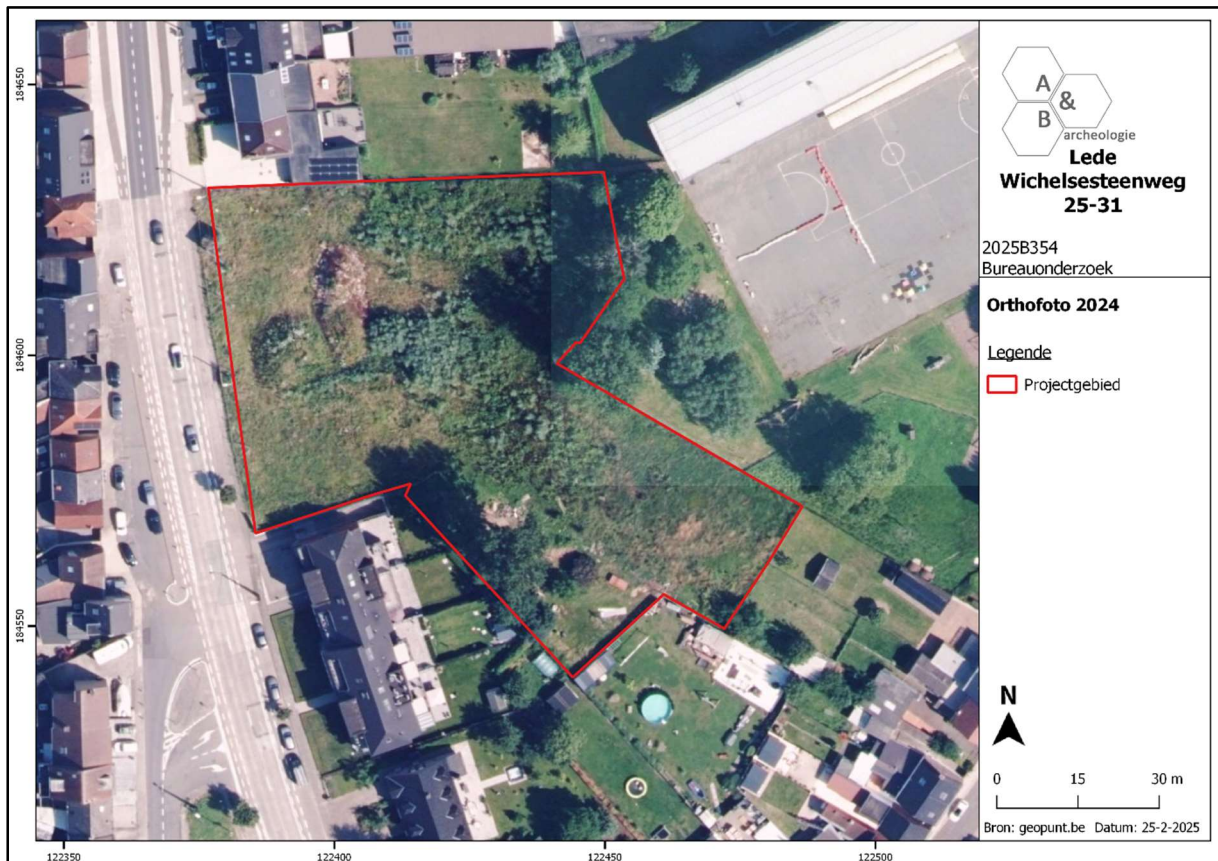 A
&
B
archeologie
Lede
Wichelsesteenweg
25-31
2025B354
Bureauonderzoek
Orthofoto 2024
Legende
Projectgebied
N
0 15 30 m
Bron: geopunt.be Datum: 25-2-2025
184650
184600
184550
122350 122400 122450 122500